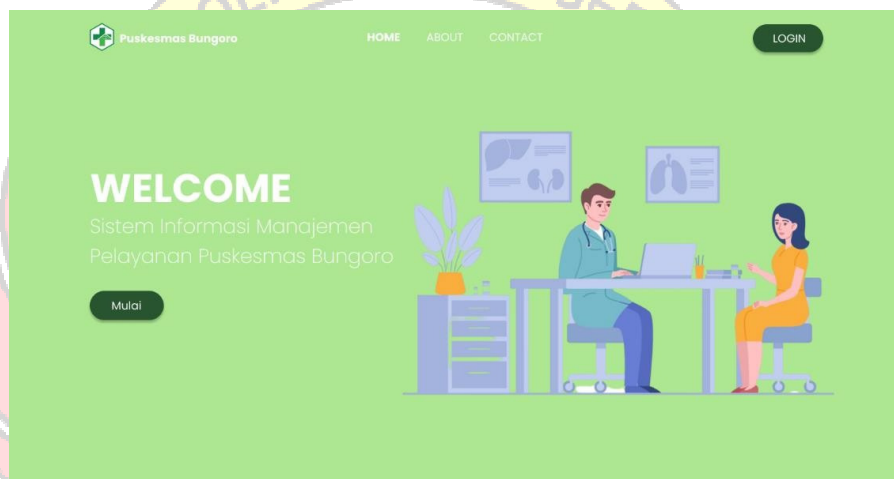 Puskesmas Bungoro
HOME ABOUT CONTACT
LOGIN
WELCOME
Sistem Informasi Manajemen
Pelayanan Puskesmas Bungoro
Mulai